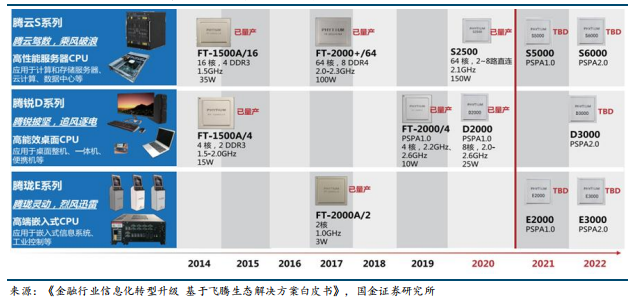 腾云S系列
腾云驾数，乘风破浪
高性能服务器CPU
应用于计算和存储服务器、
云计算、数据中心等
已量产
FT-1500A/16
16 核，4 DDR3
1.5GHz
35W
已量产
FT-2000+/64
64 核，8 DDR4
2.0~2.3GHz
100W
已量产
S2500
64 核，2~8路直连
2.1GHz
150W
TBD
S5000
PSPA1.0
TBD
S6000
PSPA2.0
腾锐D系列
腾锐披坚，追风逐电
高能效桌面CPU
应用于桌面整机、一体机、
便携机等
已量产
FT-1500A/4
4 核，2 DDR3
1.5~2.0GHz
15W
已量产
FT-2000/4
PSPA1.0
4 核，2.2GHz、
2.6GHz
10W
已量产
D2000
PSPA1.0
8核，2.0-
2.6GHz
25W
TBD
D3000
PSPA2.0
腾珑E系列
腾珑灵动，烈风迅雷
高端嵌入式CPU
应用于嵌入式信息系统、
工业控制等
已量产
FT-2000A/2
2核
1.0GHz
3W
TBD
E2000
PSPA1.0
TBD
E3000
PSPA2.0
2014 2015 2016 2017 2018 2019 2020 2021 2022
来源：《金融行业信息化转型升级 基于飞腾生态解决方案白皮书》，国金证券研究所